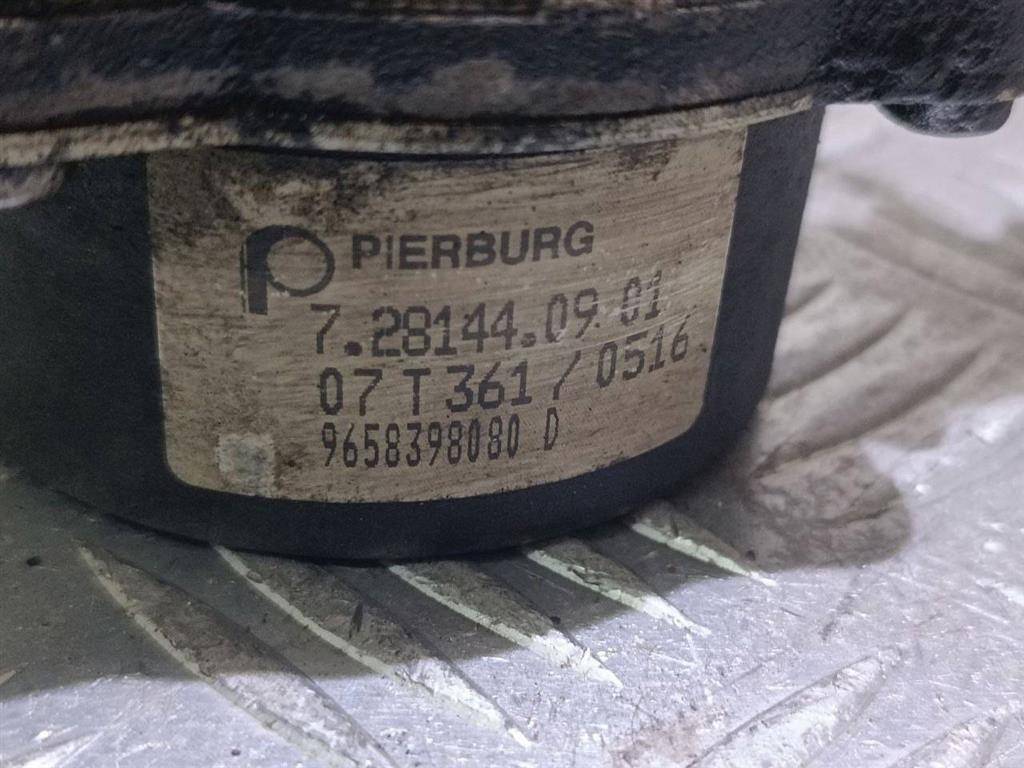 PIERBURG
7.28144.09.01
07 T 361 / 0516
9658398080 D